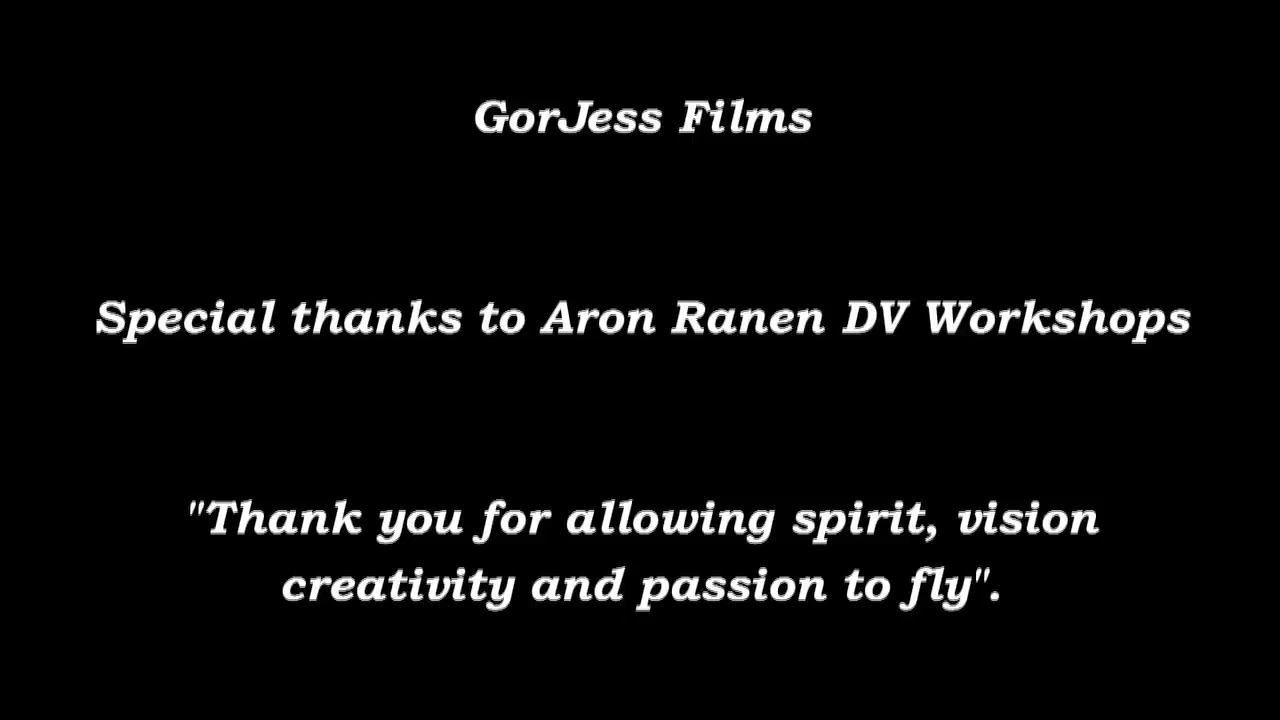 GorJess Films
Special thanks to Aron Ranen DV Workshops
"Thank you for allowing spirit, vision
creativity and passion to fly".